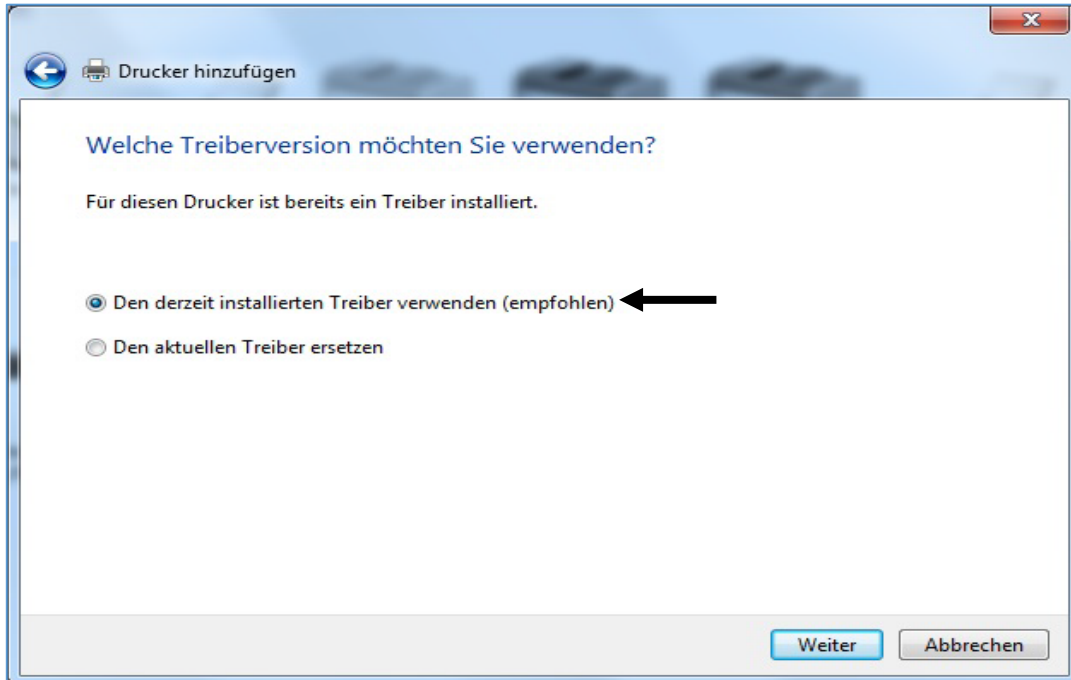 Drucker hinzufügen
Welche Treiberversion möchten Sie verwenden?
Für diesen Drucker ist bereits ein Treiber installiert.
Den derzeit installierten Treiber verwenden (empfohlen)
Den aktuellen Treiber ersetzen
Weiter Abbrechen